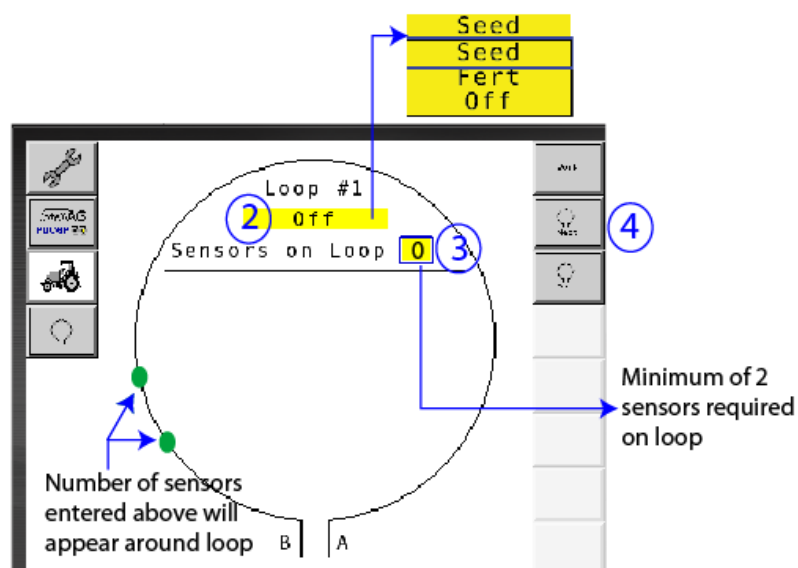 Seed
Seed
Fert
Off
Loop #1
2
Off
Sensors on Loop 0
3
4
Next
Minimum of 2
sensors required
on loop
Number of sensors
entered above will
appear around loop
B A